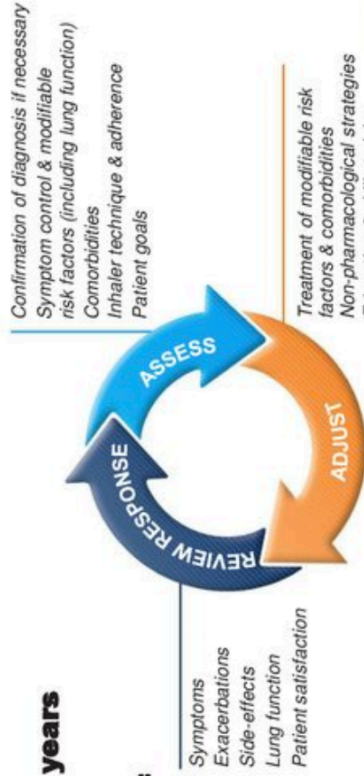 years
Confirmation of diagnosis if necessary
Symptom control & modifiable
risk factors (including lung function)
Comorbidities
Inhaler technique & adherence
Patient goals
ASSESS
REVIEW RESPONSE
ADJUST
Symptoms
Exacerbations
Side-effects
Lung function
Patient satisfaction
Treatment of modifiable risk
factors & comorbidities
Non-pharmacological strategies